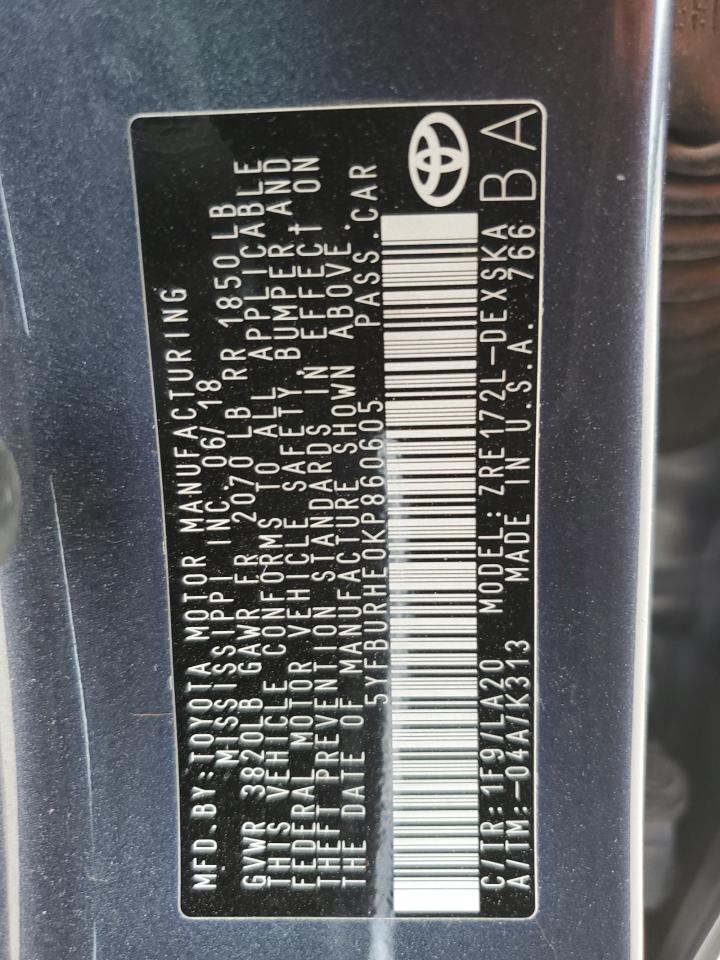 MFD.BY:TOYOTA MOTOR MANUFACTURING
MISSISSIPPI INC.06/18
GVWR 3820LB GAWR FR 2070 LB RR 1850 LB
THIS VEHICLE CONFORMS TO ALL APPLICABLE
FEDERAL MOTOR VEHICLE SAFETY,BUMPER,AND
THEFT PREVENTION STANDARDS IN EFFECT ON
THE DATE OF MANUFACTURE SHOWN ABOVE.
5YFBURHE0KP860605 PASS.CAR
C/TR:1F9/LA20 MODEL:ZRE172L-DEXSKA
A/TM:-04A/K313 MADE IN U.S.A. 766
BA